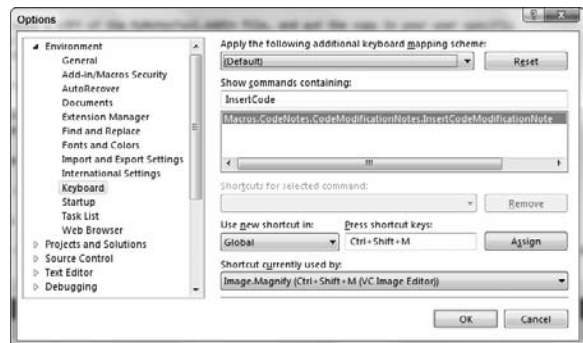 Options
Environment
General
Add-in/Macros Security
AutoRecover
Documents
Extension Manager
Find and Replace
Fonts and Colors
Import and Export Settings
International Settings
Keyboard
Startup
Task List
Web Browser
Projects and Solutions
Source Control
Text Editor
Debugging
Apply the following additional keyboard mapping scheme:
(Default)
Reset
Show commands containing:
InsertCode
Macros.CodeNotes.CodeModificationNotes.InsertCodeModificationNote
Shortcuts for selected command:
Remove
Use new shortcut in:
Press shortcut keys:
Global
Ctrl+Shift+M
Assign
Shortcut currently used by:
Image.Magnify (Ctrl+Shift+M (VC Image Editor))
OK
Cancel